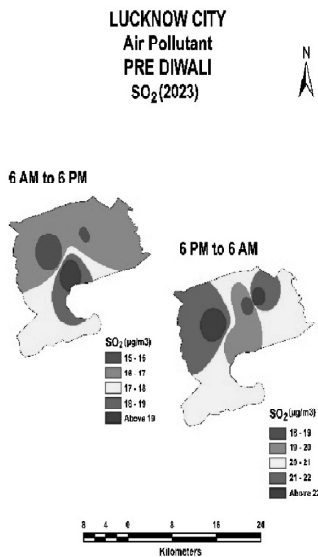 LUCKNOW CITY
Air Pollutant
PRE DIWALI
SO₂ (2023)
N
6 AM to 6 PM
6 PM to 6 AM
SO₂ (µg/m3)
15 - 16
16 - 17
17 - 18
18 - 19
Above 19
SO₂ (µg/m3)
18 - 19
19 - 20
20 - 21
21 - 22
Above 22
8 4 0 8 16 24
Kilometers